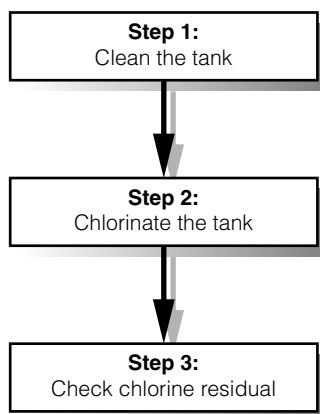 Step 1:
Clean the tank
Step 2:
Chlorinate the tank
Step 3:
Check chlorine residual